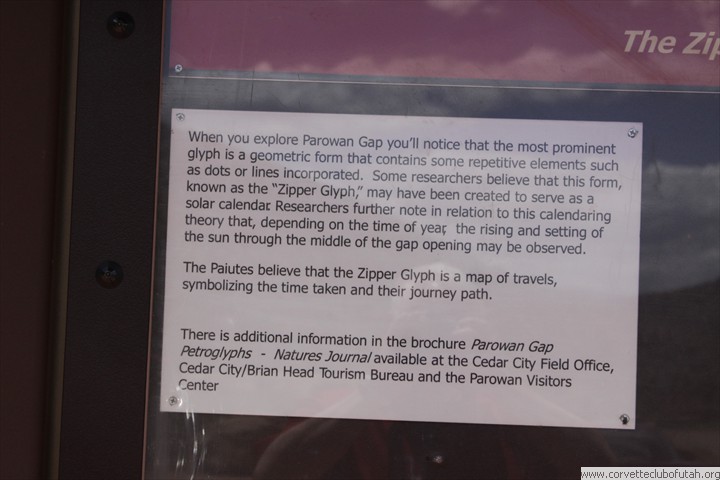 The Zip
When you explore Parowan Gap you'll notice that the most prominent
glyph is a geometric form that contains some repetitive elements such
as dots or lines incorporated. Some researchers believe that this form,
known as the "Zipper Glyph," may have been created to serve as a
solar calendar. Researchers further note in relation to this calendaring
theory that, depending on the time of year, the rising and setting of
the sun through the middle of the gap opening may be observed.
The Paiutes believe that the Zipper Glyph is a map of travels,
symbolizing the time taken and their journey path.
There is additional information in the brochure Parowan Gap
Petroglyphs - Natures Journal available at the Cedar City Field Office,
Cedar City/Brian Head Tourism Bureau and the Parowan Visitors
Center
www.corvetteclubofutah.org